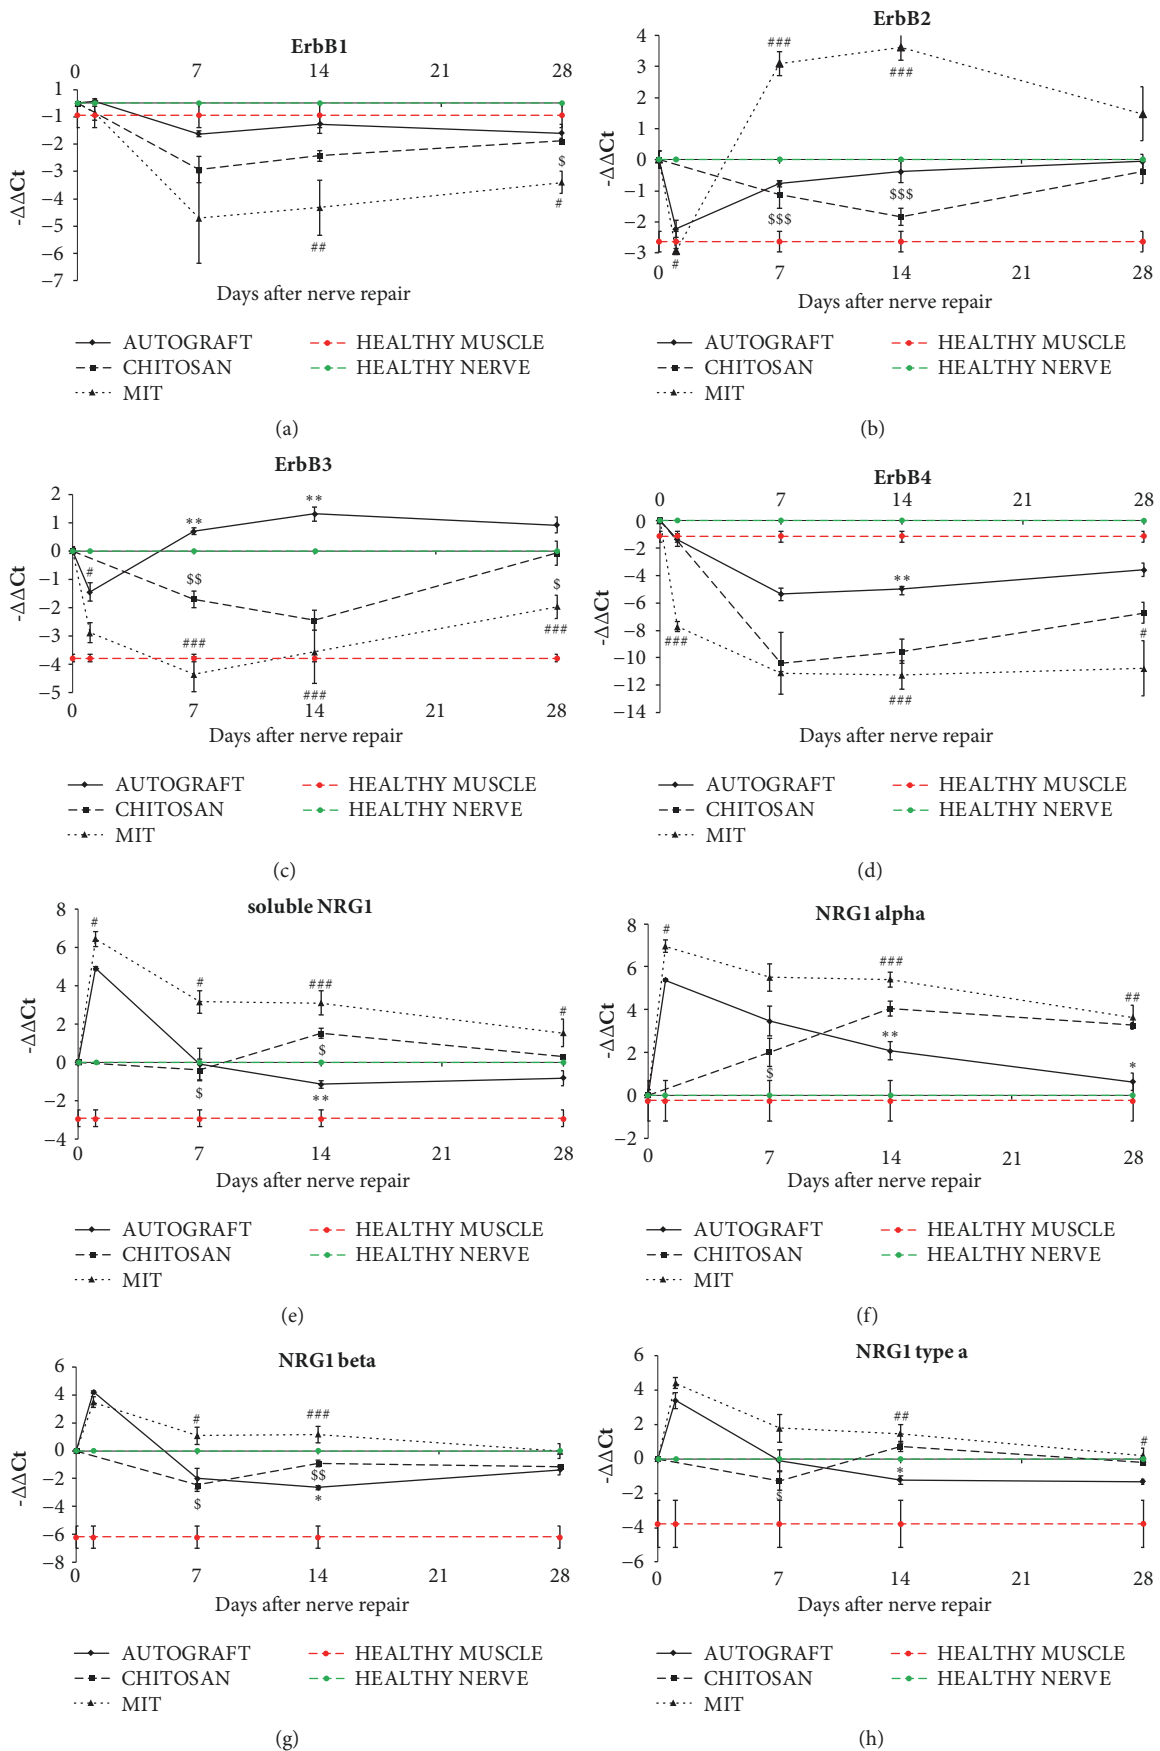 ErbB1
0 7 14 21 28
1
−1
−2
−3
−4
−5
−6
−7
-ΔΔCt
##
$
#
Days after nerve repair
AUTOGRAFT HEALTHY MUSCLE
CHITOSAN HEALTHY NERVE
MIT
(a)
ErbB2
4
3
2
1
0
−1
−2
−3
-ΔΔCt
###
###
$$$
$$$
#
0 7 14 21 28
Days after nerve repair
AUTOGRAFT HEALTHY MUSCLE
CHITOSAN HEALTHY NERVE
MIT
(b)
ErbB3
2
1
0
−1
−2
−3
−4
−5
-ΔΔCt
**
**
#
$$
$
###
###
###
0 7 14 21 28
Days after nerve repair
AUTOGRAFT HEALTHY MUSCLE
CHITOSAN HEALTHY NERVE
MIT
(c)
ErbB4
0 7 14 21 28
0
−2
−4
−6
−8
−10
−12
−14
-ΔΔCt
**
###
#
###
Days after nerve repair
AUTOGRAFT HEALTHY MUSCLE
CHITOSAN HEALTHY NERVE
MIT
(d)
soluble NRG1
8
6
4
2
0
−2
−4
-ΔΔCt
#
#
###
#
$
$
**
0 7 14 21 28
Days after nerve repair
AUTOGRAFT HEALTHY MUSCLE
CHITOSAN HEALTHY NERVE
MIT
(e)
NRG1 alpha
8
6
4
2
0
−2
-ΔΔCt
#
###
##
**
$
*
0 7 14 21 28
Days after nerve repair
AUTOGRAFT HEALTHY MUSCLE
CHITOSAN HEALTHY NERVE
MIT
(f)
NRG1 beta
6
4
2
0
−2
−4
−6
−8
-ΔΔCt
#
###
$$
$
*
0 7 14 21 28
Days after nerve repair
AUTOGRAFT HEALTHY MUSCLE
CHITOSAN HEALTHY NERVE
MIT
(g)
NRG1 type a
6
4
2
0
−2
−4
−6
-ΔΔCt
##
#
*
$
0 7 14 21 28
Days after nerve repair
AUTOGRAFT HEALTHY MUSCLE
CHITOSAN HEALTHY NERVE
MIT
(h)